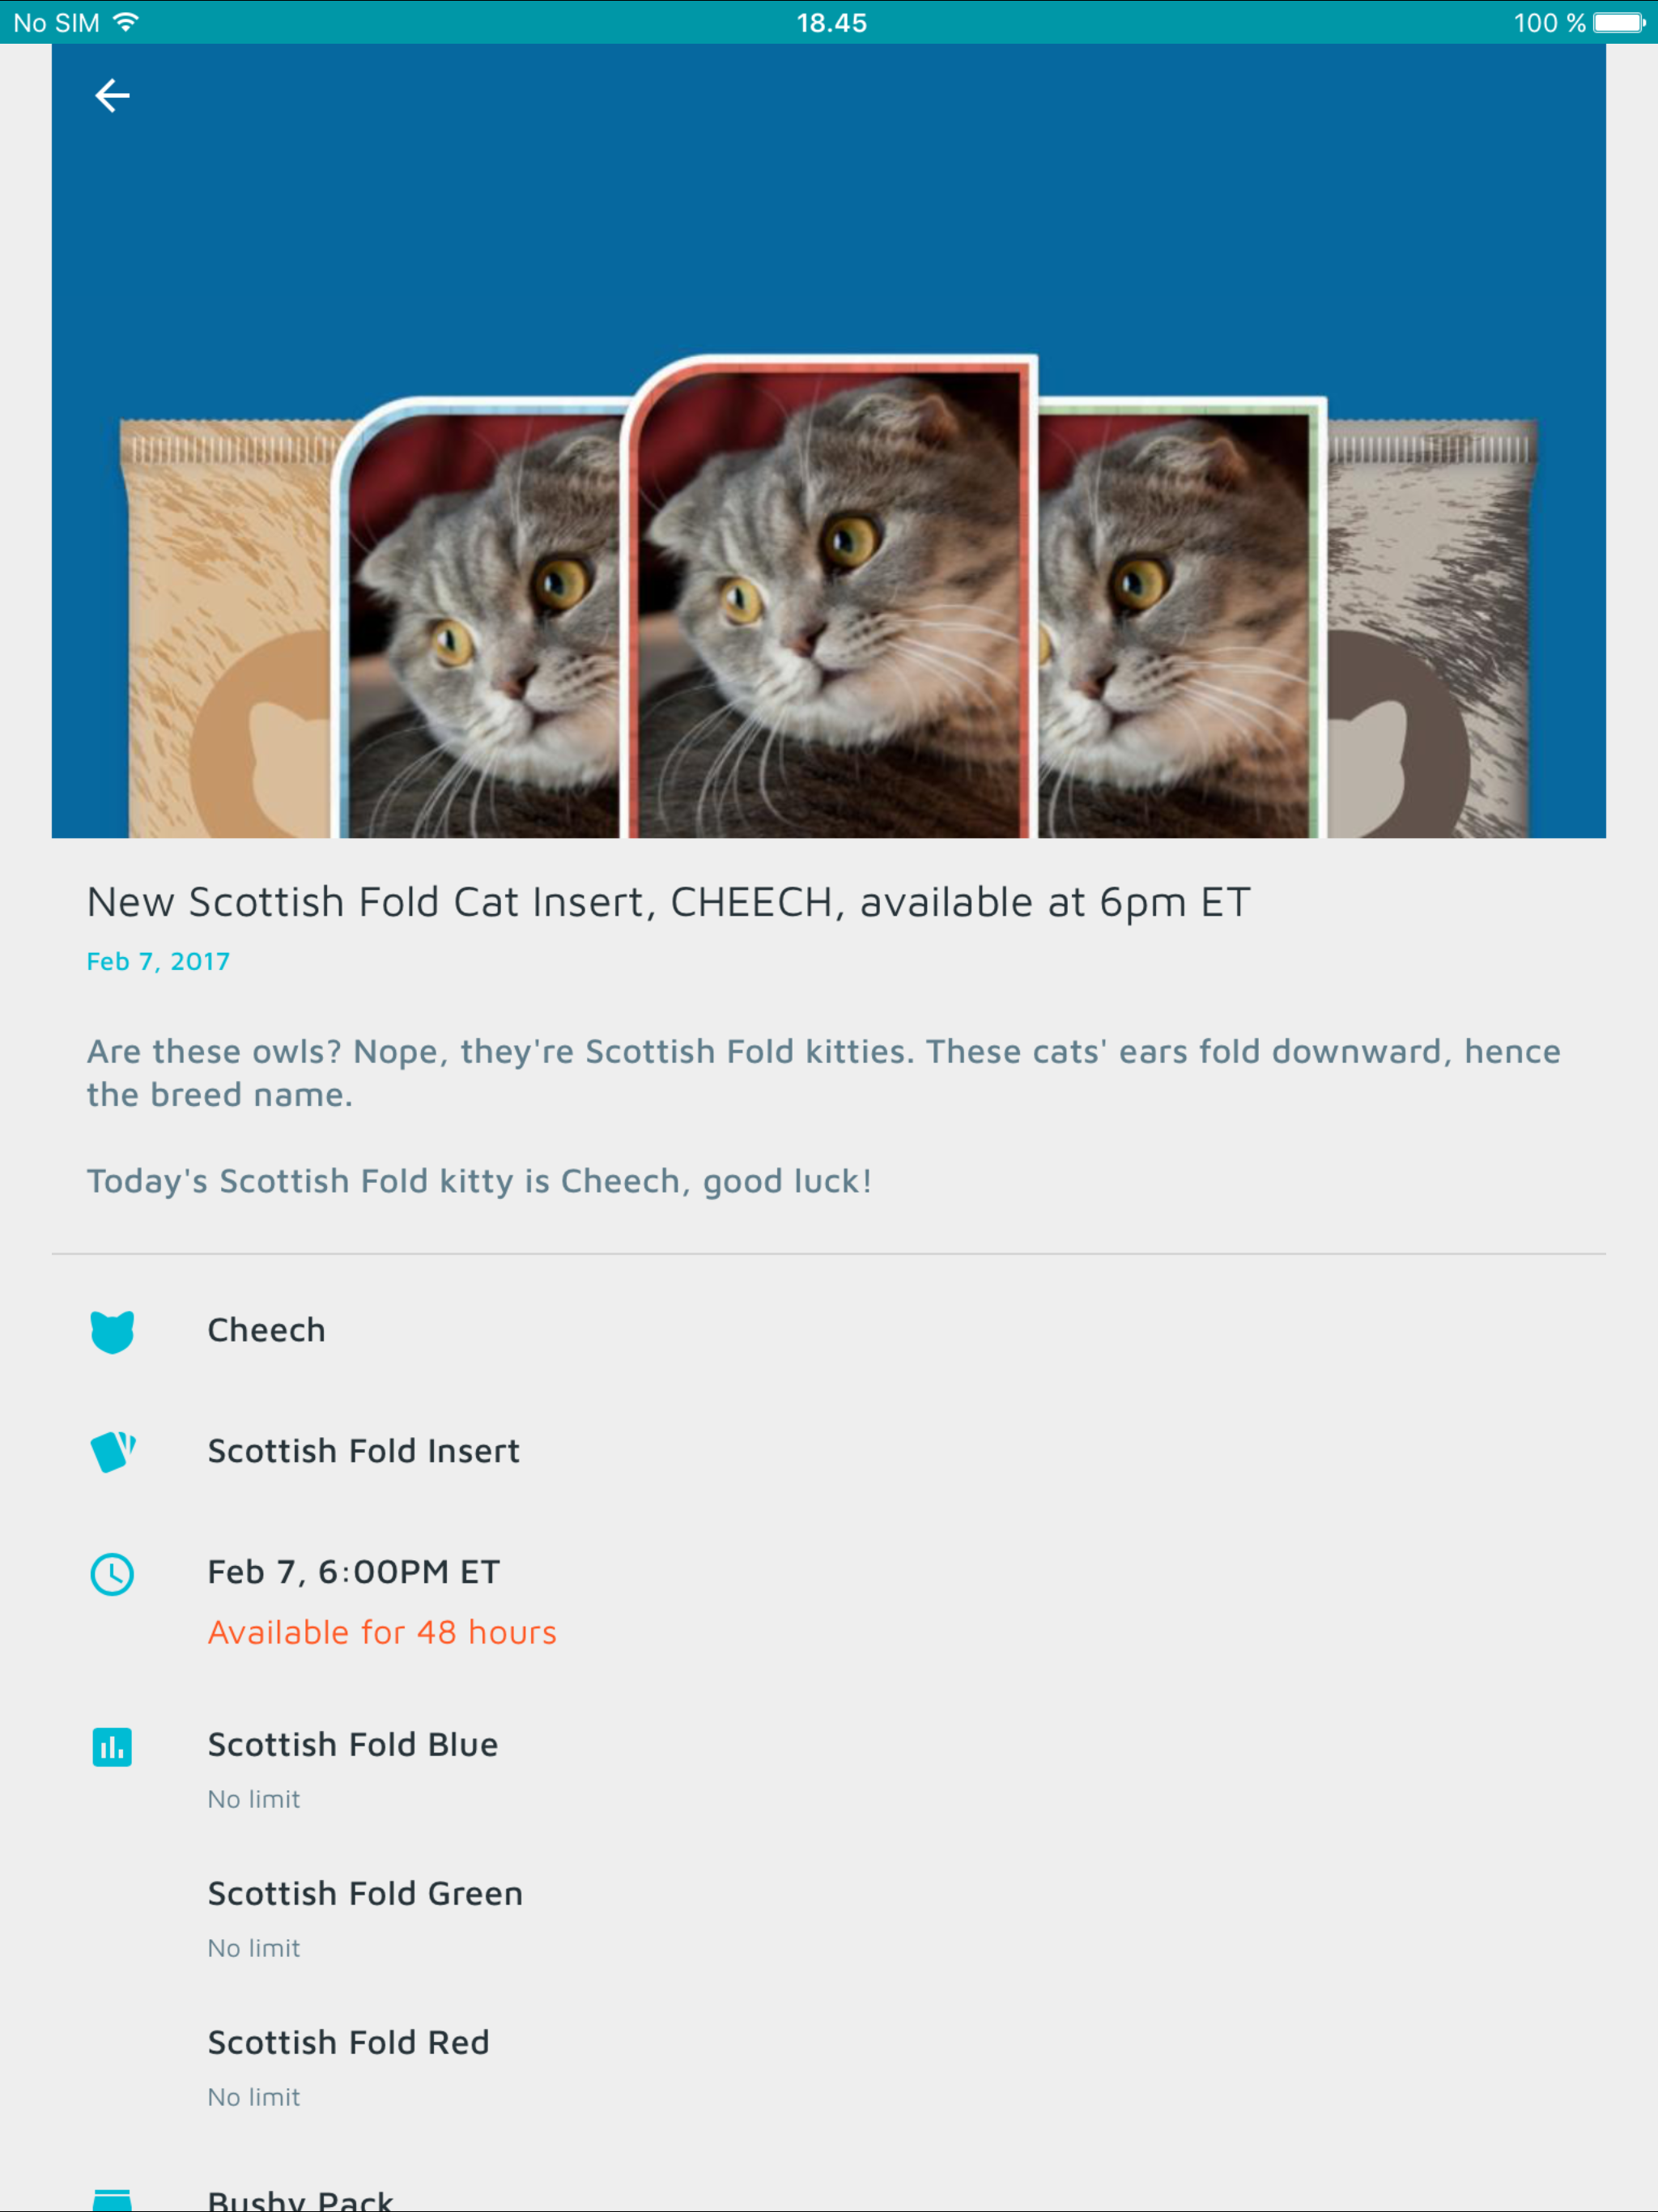 No SIM
18.45
100 %
New Scottish Fold Cat Insert, CHEECH, available at 6pm ET
Feb 7, 2017
Are these owls? Nope, they're Scottish Fold kitties. These cats' ears fold downward, hence
the breed name.
Today's Scottish Fold kitty is Cheech, good luck!
Cheech
Scottish Fold Insert
Feb 7, 6:00PM ET
Available for 48 hours
Scottish Fold Blue
No limit
Scottish Fold Green
No limit
Scottish Fold Red
No limit
Bushy Pack